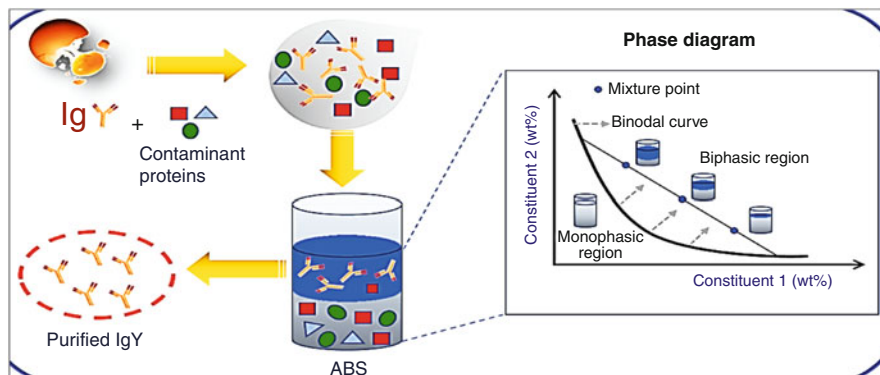 Ig
+
Contaminant
proteins
Purified IgY
ABS
Phase diagram
Mixture point
Binodal curve
Biphasic region
Monophasic
region
Constituent 2 (wt%)
Constituent 1 (wt%)